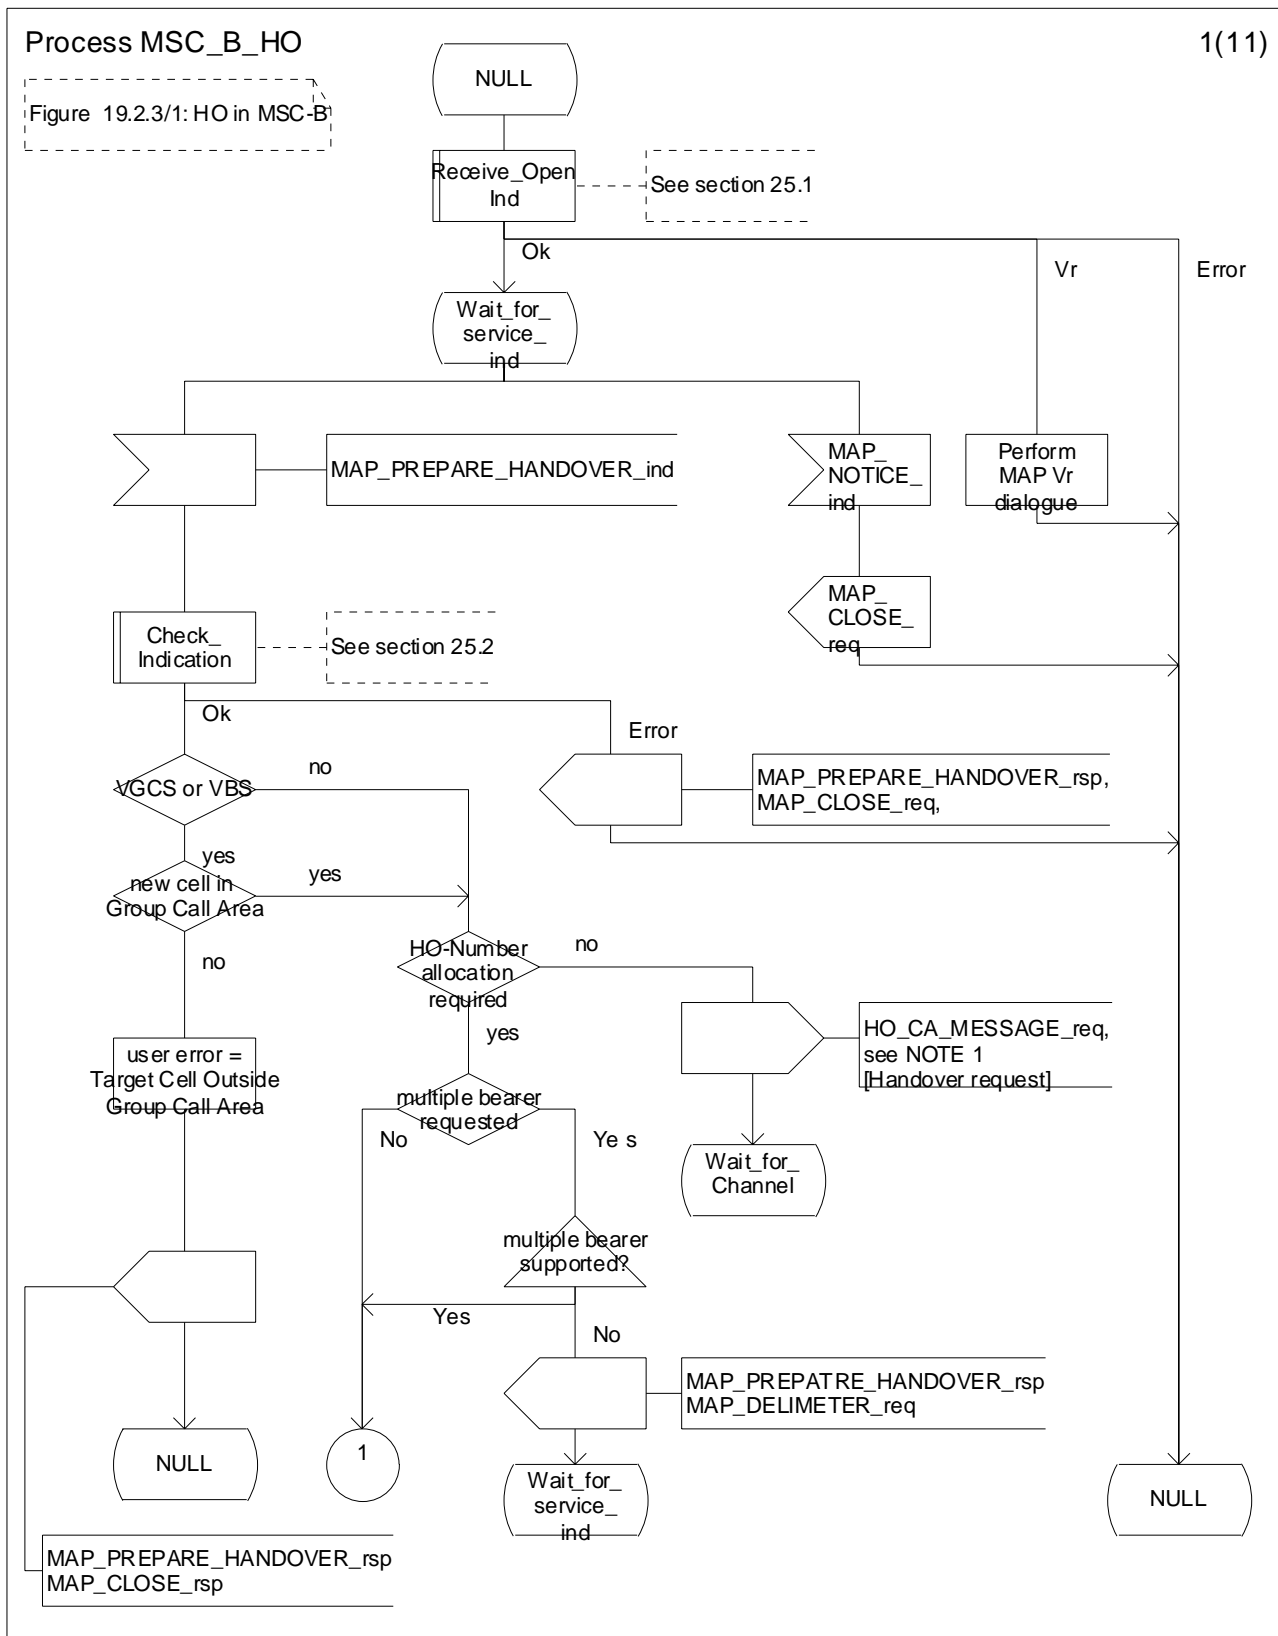 Process MSC_B_HO
1(11)
Figure 19.2.3/1: HO in MSC-B
NULL
Receive_Open
Ind
See section 25.1
Ok
Vr
Error
Wait_for_
service_
ind
MAP_PREPARE_HANDOVER_ind
MAP_
NOTICE_
ind
Perform
MAP Vr
dialogue
MAP_
CLOSE_
req
Check_
Indication
See section 25.2
Ok
Error
VGCS or VBS
no
MAP_PREPARE_HANDOVER_rsp,
MAP_CLOSE_req,
yes
new cell in
Group Call Area
yes
no
HO-Number
allocation
required
no
yes
HO_CA_MESSAGE_req,
see NOTE 1
[Handover request]
user error =
Target Cell Outside
Group Call Area
multiple bearer
requested
No
Ye s
Wait_for_
Channel
multiple bearer
supported?
Yes
No
MAP_PREPATRE_HANDOVER_rsp
MAP_DELIMETER_req
NULL
1
Wait_for_
service_
ind
NULL
MAP_PREPARE_HANDOVER_rsp
MAP_CLOSE_rsp